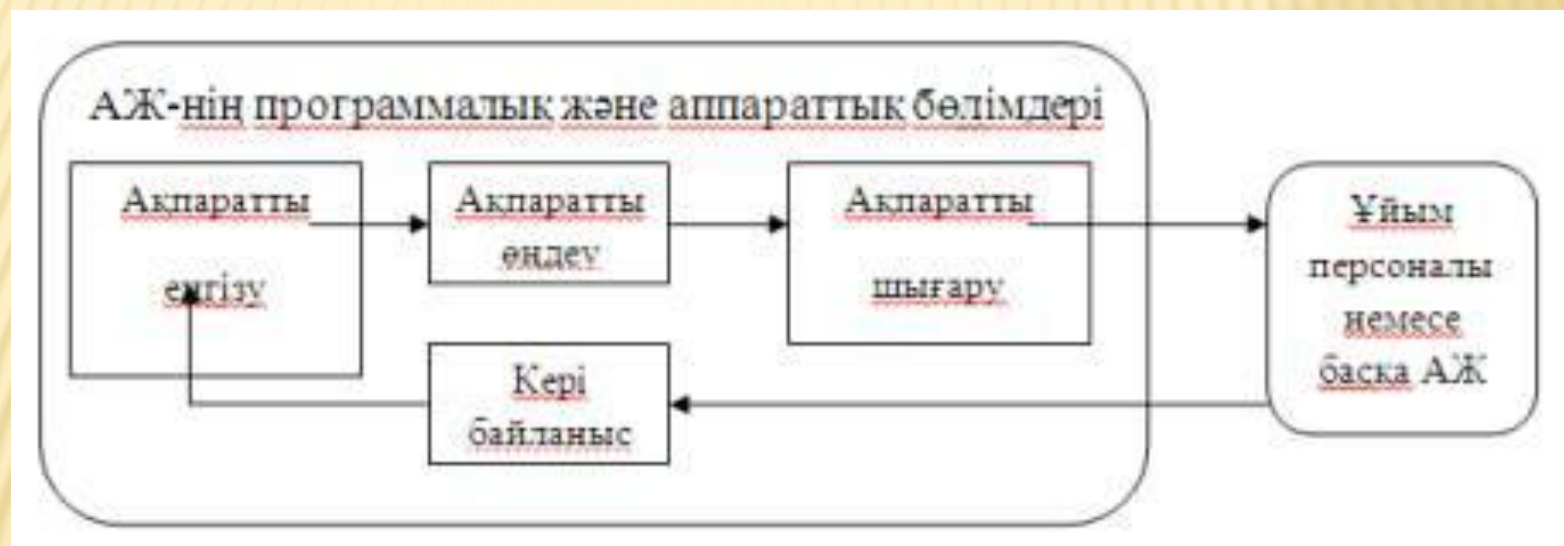 АЖ-нің программалық және аппараттық бөлімдері
Ақпаратты
енгізу
Ақпаратты
өңдеу
Ақпаратты
шығару
Кері
байланыс
Ұйым
персоналы
немесе
басқа АЖ